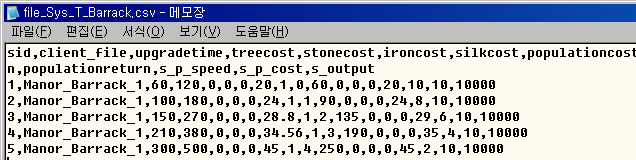 file_Sys_T_Barrack.csv - 메모장
파일(F) 편집(E) 서식(O) 보기(V) 도움말(H)
sid,client_file,upgradetime,treecost,stonecost,ironcost,silkcost,populationcost
n,populationreturn,s_p_speed,s_p_cost,s_output
1,Manor_Barrack_1,60,120,0,0,0,20,1,0,60,0,0,0,20,10,10,10000
2,Manor_Barrack_1,100,180,0,0,0,24,1,1,90,0,0,0,24,8,10,10000
3,Manor_Barrack_1,150,270,0,0,0,28.8,1,2,135,0,0,0,29,6,10,10000
4,Manor_Barrack_1,210,380,0,0,0,34.56,1,3,190,0,0,0,35,4,10,10000
5,Manor_Barrack_1,300,500,0,0,0,45,1,4,250,0,0,0,45,2,10,10000